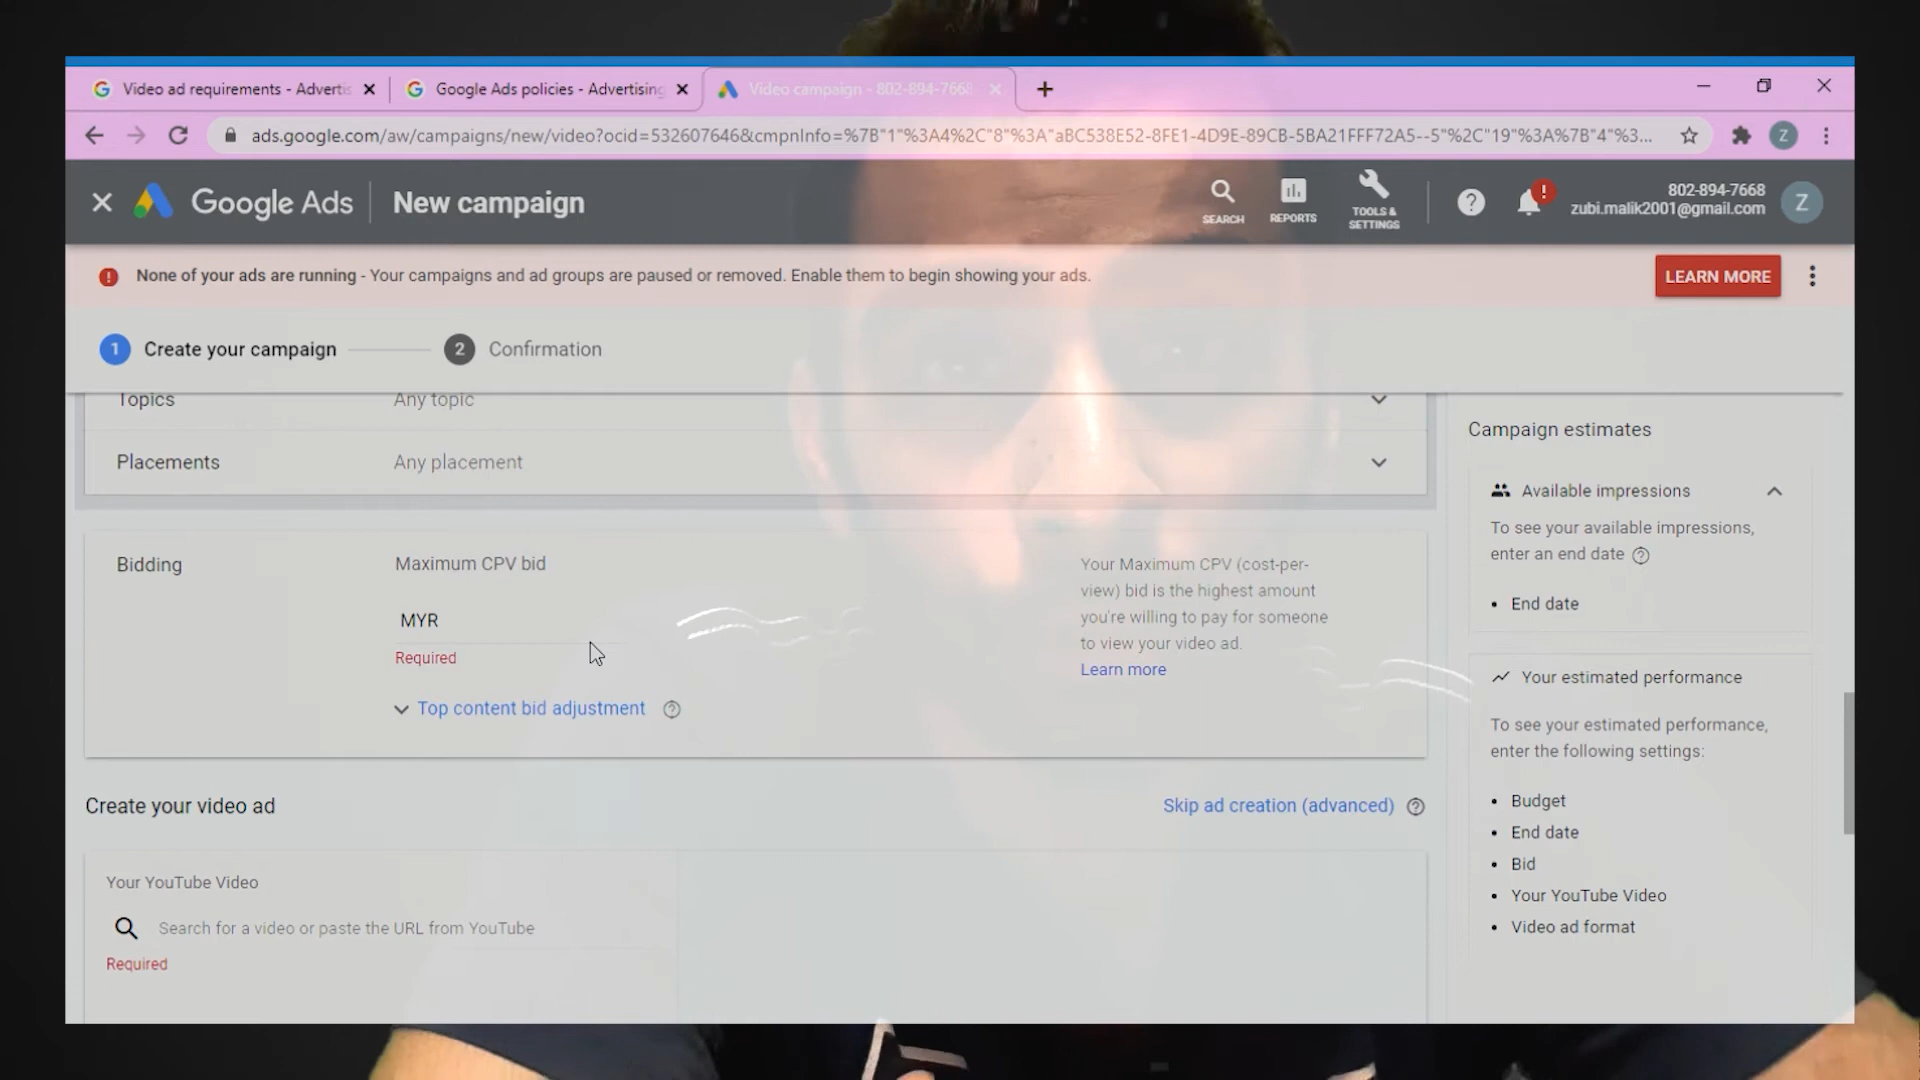 Video ad requirements - Adverti
Google Ads policies - Advertising
Video campaign - 802-894-7668
ads.google.com/aw/campaigns/new/video?ocid=532607646&cmpnInfo=%7B"1"%3A4%2C"8"%3A"aBC538E52-8FE1-4D9E-89CB-5BA21FFF72A5--5"%2C"19"%3A%7B"4"%3...
Z
Google Ads
New campaign
SEARCH
REPORTS
TOOLS & SETTINGS
802-894-7668
zubi.malik2001@gmail.com
Z
None of your ads are running - Your campaigns and ad groups are paused or removed. Enable them to begin showing your ads.
LEARN MORE
1 Create your campaign
2 Confirmation
Topics
Any topic
Placements
Any placement
Bidding
Maximum CPV bid
MYR
Required
Top content bid adjustment
Your Maximum CPV (cost-per-
view) bid is the highest amount
you're willing to pay for someone
to view your video ad.
Learn more
Create your video ad
Skip ad creation (advanced)
Your YouTube Video
Search for a video or paste the URL from YouTube
Required
Campaign estimates
Available impressions
To see your available impressions,
enter an end date
• End date
Your estimated performance
To see your estimated performance,
enter the following settings:
• Budget
• End date
• Bid
• Your YouTube Video
• Video ad format